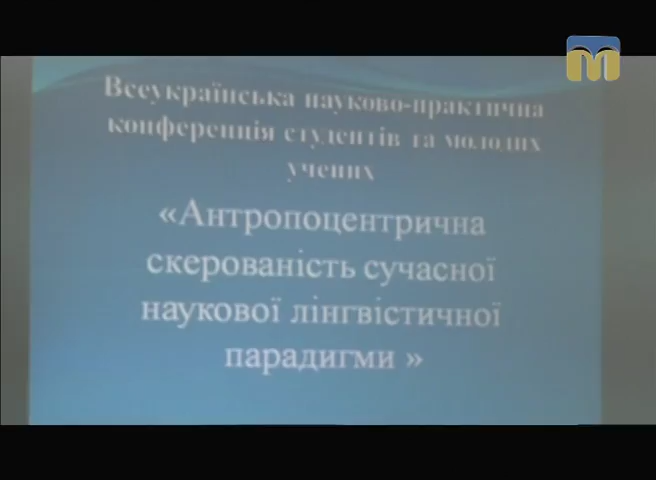 Всеукраїнська науково-практична
конференція студентів та молодих
учених
«Антропоцентрична
скерованість сучасної
наукової лінгвістичної
парадигми »